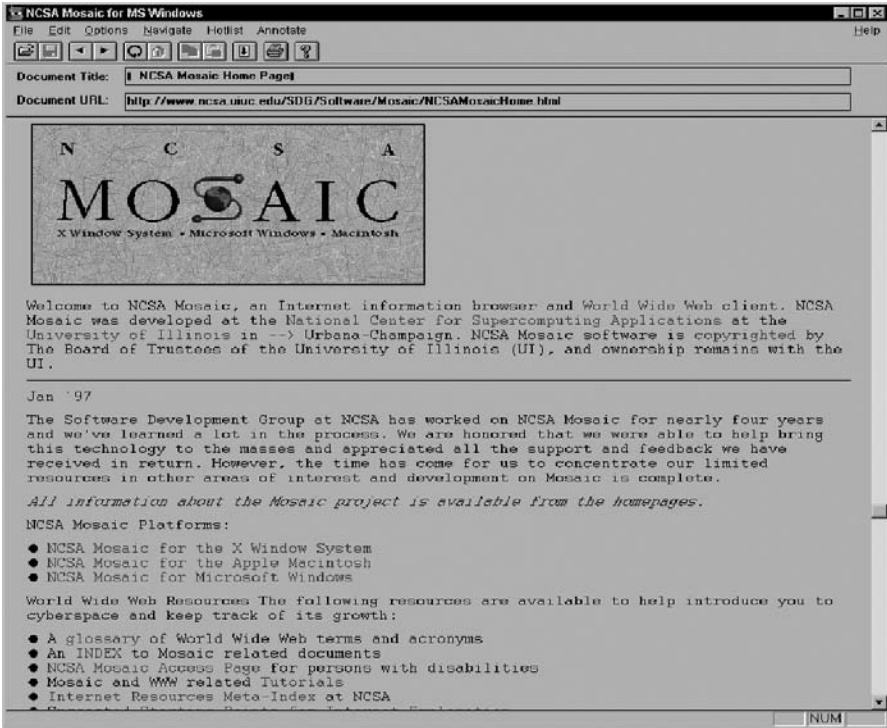 NCSA Mosaic for MS Windows
File Edit Options Navigate Hotlist Annotate Help
Document Title: NCSA Mosaic Home Page
Document URL: http://www.ncsa.uiuc.edu/SDG/Software/Mosaic/NCSAMosaicHome.html
N C S A
MOSAIC
X Window System • Microsoft Windows • Macintosh
Welcome to NCSA Mosaic, an Internet information browser and World Wide Web client. NCSA
Mosaic was developed at the National Center for Supercomputing Applications at the
University of Illinois in --> Urbana-Champaign. NCSA Mosaic software is copyrighted by
The Board of Trustees of the University of Illinois (UI), and ownership remains with the
UI.
Jan '97
The Software Development Group at NCSA has worked on NCSA Mosaic for nearly four years
and we've learned a lot in the process. We are honored that we were able to help bring
this technology to the masses and appreciated all the support and feedback we have
received in return. However, the time has come for us to concentrate our limited
resources in other areas of interest and development on Mosaic is complete.
All information about the Mosaic project is available from the homepages.
NCSA Mosaic Platforms:
● NCSA Mosaic for the X Window System
● NCSA Mosaic for the Apple Macintosh
● NCSA Mosaic for Microsoft Windows
World Wide Web Resources The following resources are available to help introduce you to
cyberspace and keep track of its growth:
● A glossary of World Wide Web terms and acronyms
● An INDEX to Mosaic related documents
● NCSA Mosaic Access Page for persons with disabilities
● Mosaic and WWW related Tutorials
● Internet Resources Meta-Index at NCSA
NUM